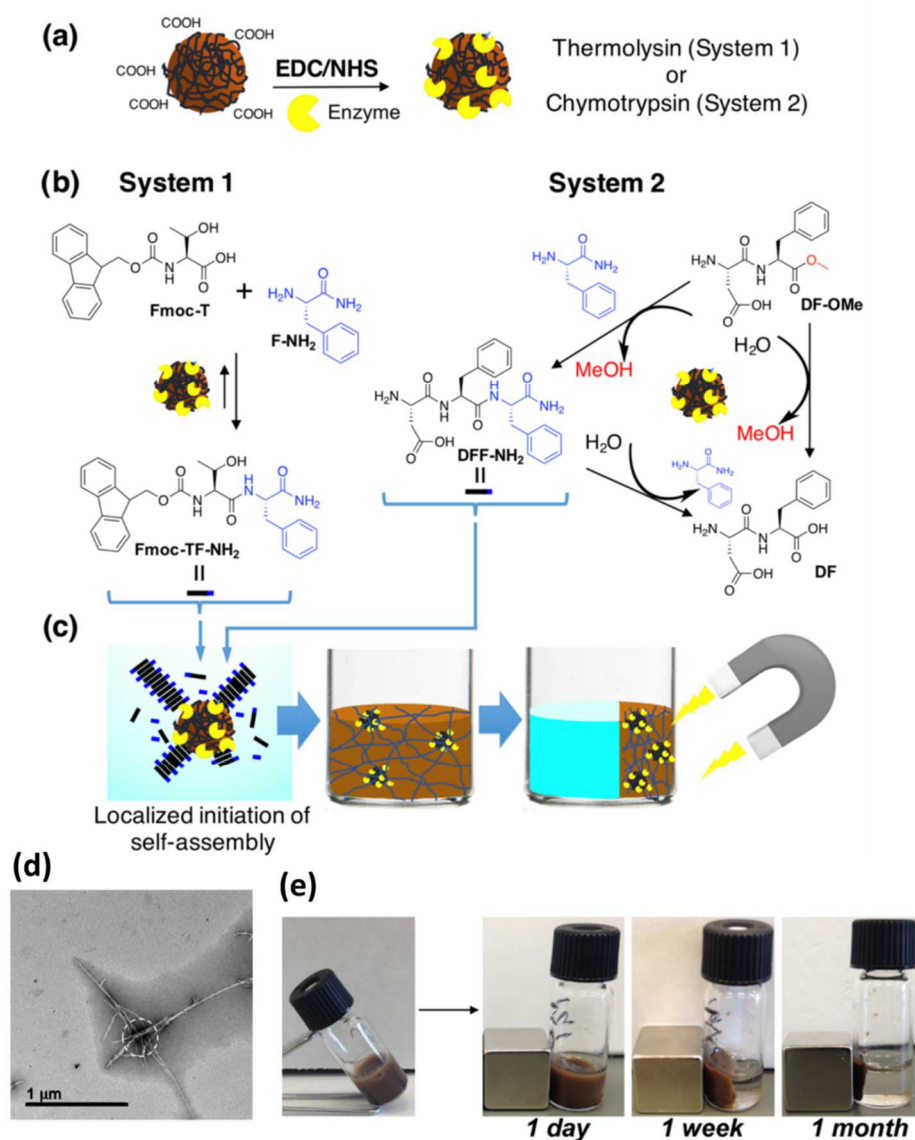 (a)
COOH
COOH
COOH
COOH
COOH
COOH
EDC/NHS
Enzyme
Thermolysin (System 1)
or
Chymotrypsin (System 2)
(b)
System 1
System 2
OH
O
O
N
H
OH
O
Fmoc-T
+
H2N
O
NH2
F-NH2
H2N
O
NH2
H2N
O
N
H
O
O
OH
O
DF-OMe
H2O
MeOH
MeOH
H2N
O
N
H
O
H
N
O
NH2
OH
O
DFF-NH2
H2O
H2N
O
NH2
H2N
O
N
H
O
OH
OH
O
DF
OH
O
O
N
H
O
H
N
O
NH2
Fmoc-TF-NH2
(c)
Localized initiation of
self-assembly
(d)
1 μm
(e)
1 day
1 week
1 month